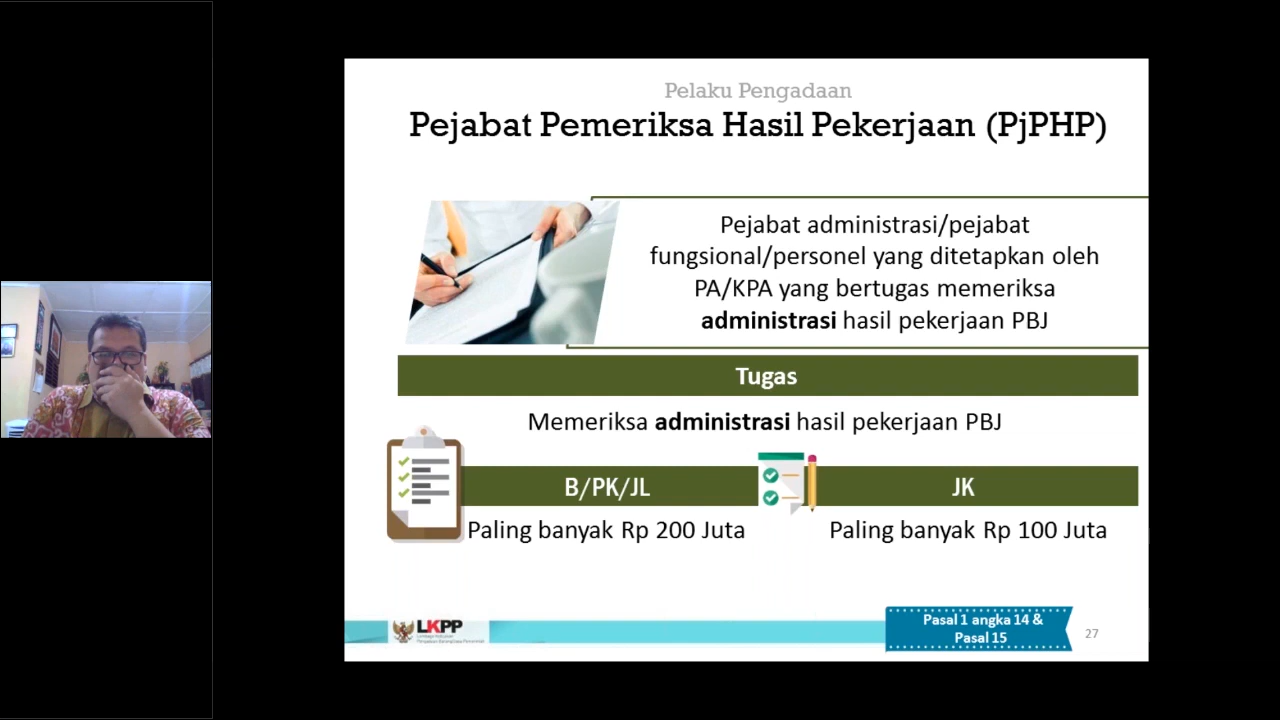 Pelaku Pengadaan
Pejabat Pemeriksa Hasil Pekerjaan (PjPHP)
Pejabat administrasi/pejabat
fungsional/personel yang ditetapkan oleh
PA/KPA yang bertugas memeriksa
administrasi hasil pekerjaan PBJ
Tugas
Memeriksa administrasi hasil pekerjaan PBJ
B/PK/JL
JK
Paling banyak Rp 200 Juta
Paling banyak Rp 100 Juta
LKPP
Pasal 1 angka 14 &
Pasal 15
27